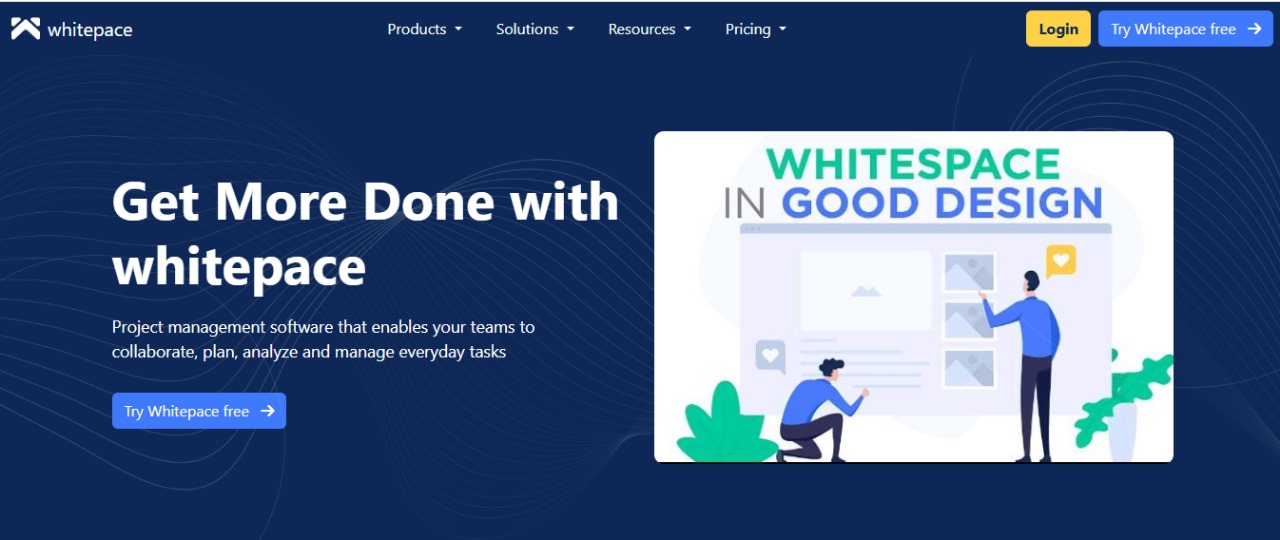 whitepace
Products
Solutions
Resources
Pricing
Login
Try Whitepace free
Get More Done with
whitepace
Project management software that enables your teams to
collaborate, plan, analyze and manage everyday tasks
Try Whitepace free
WHITESPACE
IN GOOD DESIGN